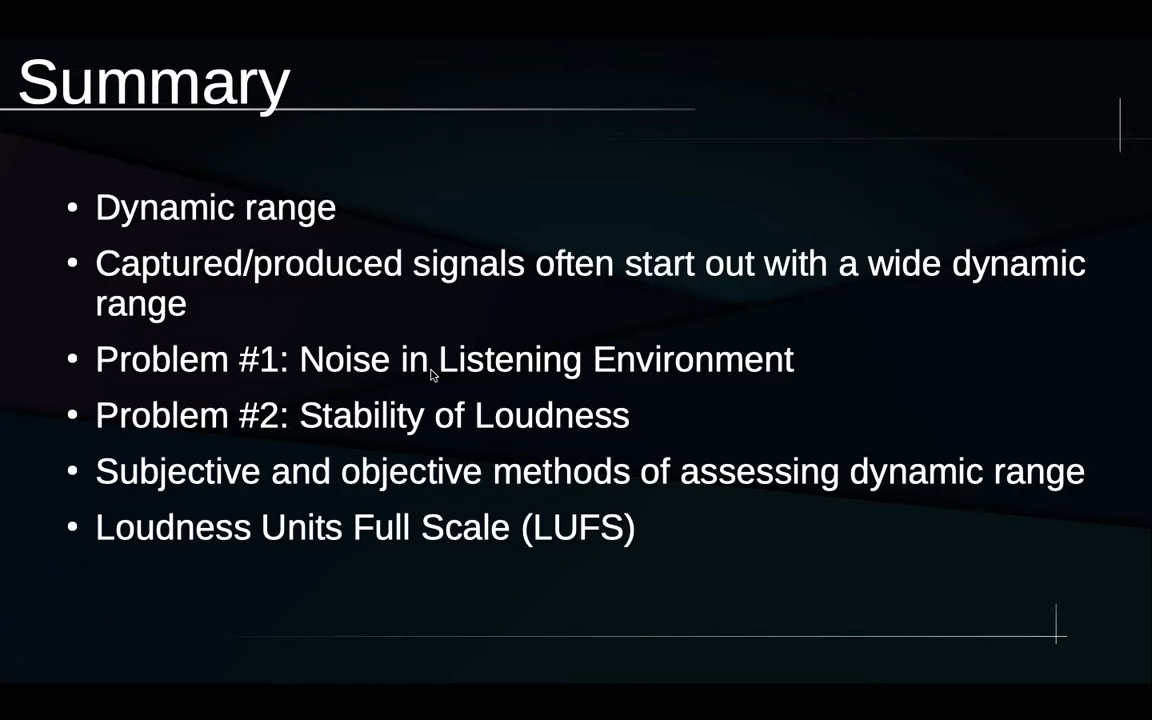 Summary
• Dynamic range
• Captured/produced signals often start out with a wide dynamic
range
• Problem #1: Noise in Listening Environment
• Problem #2: Stability of Loudness
• Subjective and objective methods of assessing dynamic range
• Loudness Units Full Scale (LUFS)